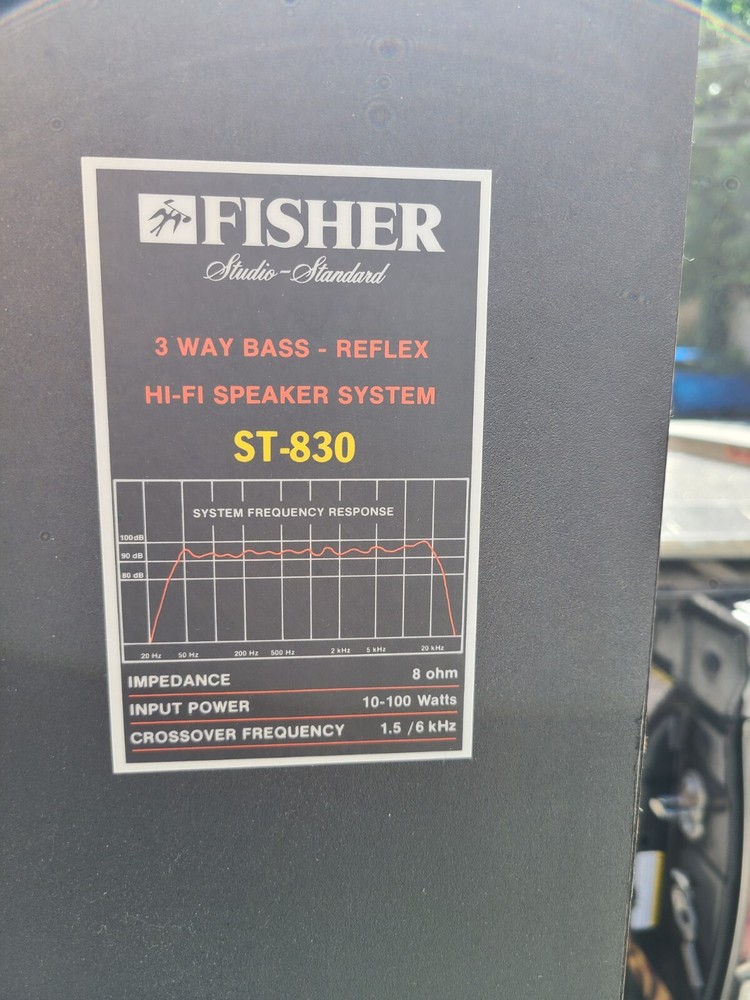 FISHER
Studio-Standard
3 WAY BASS - REFLEX
HI-FI SPEAKER SYSTEM
ST-830
SYSTEM FREQUENCY RESPONSE
100dB
90 dB
80 dB
20 Hz 50 Hz 200 Hz 500 Hz 2 kHz 5 kHz 20 kHz
IMPEDANCE 8 ohm
INPUT POWER 10-100 Watts
CROSSOVER FREQUENCY 1.5 /6 kHz